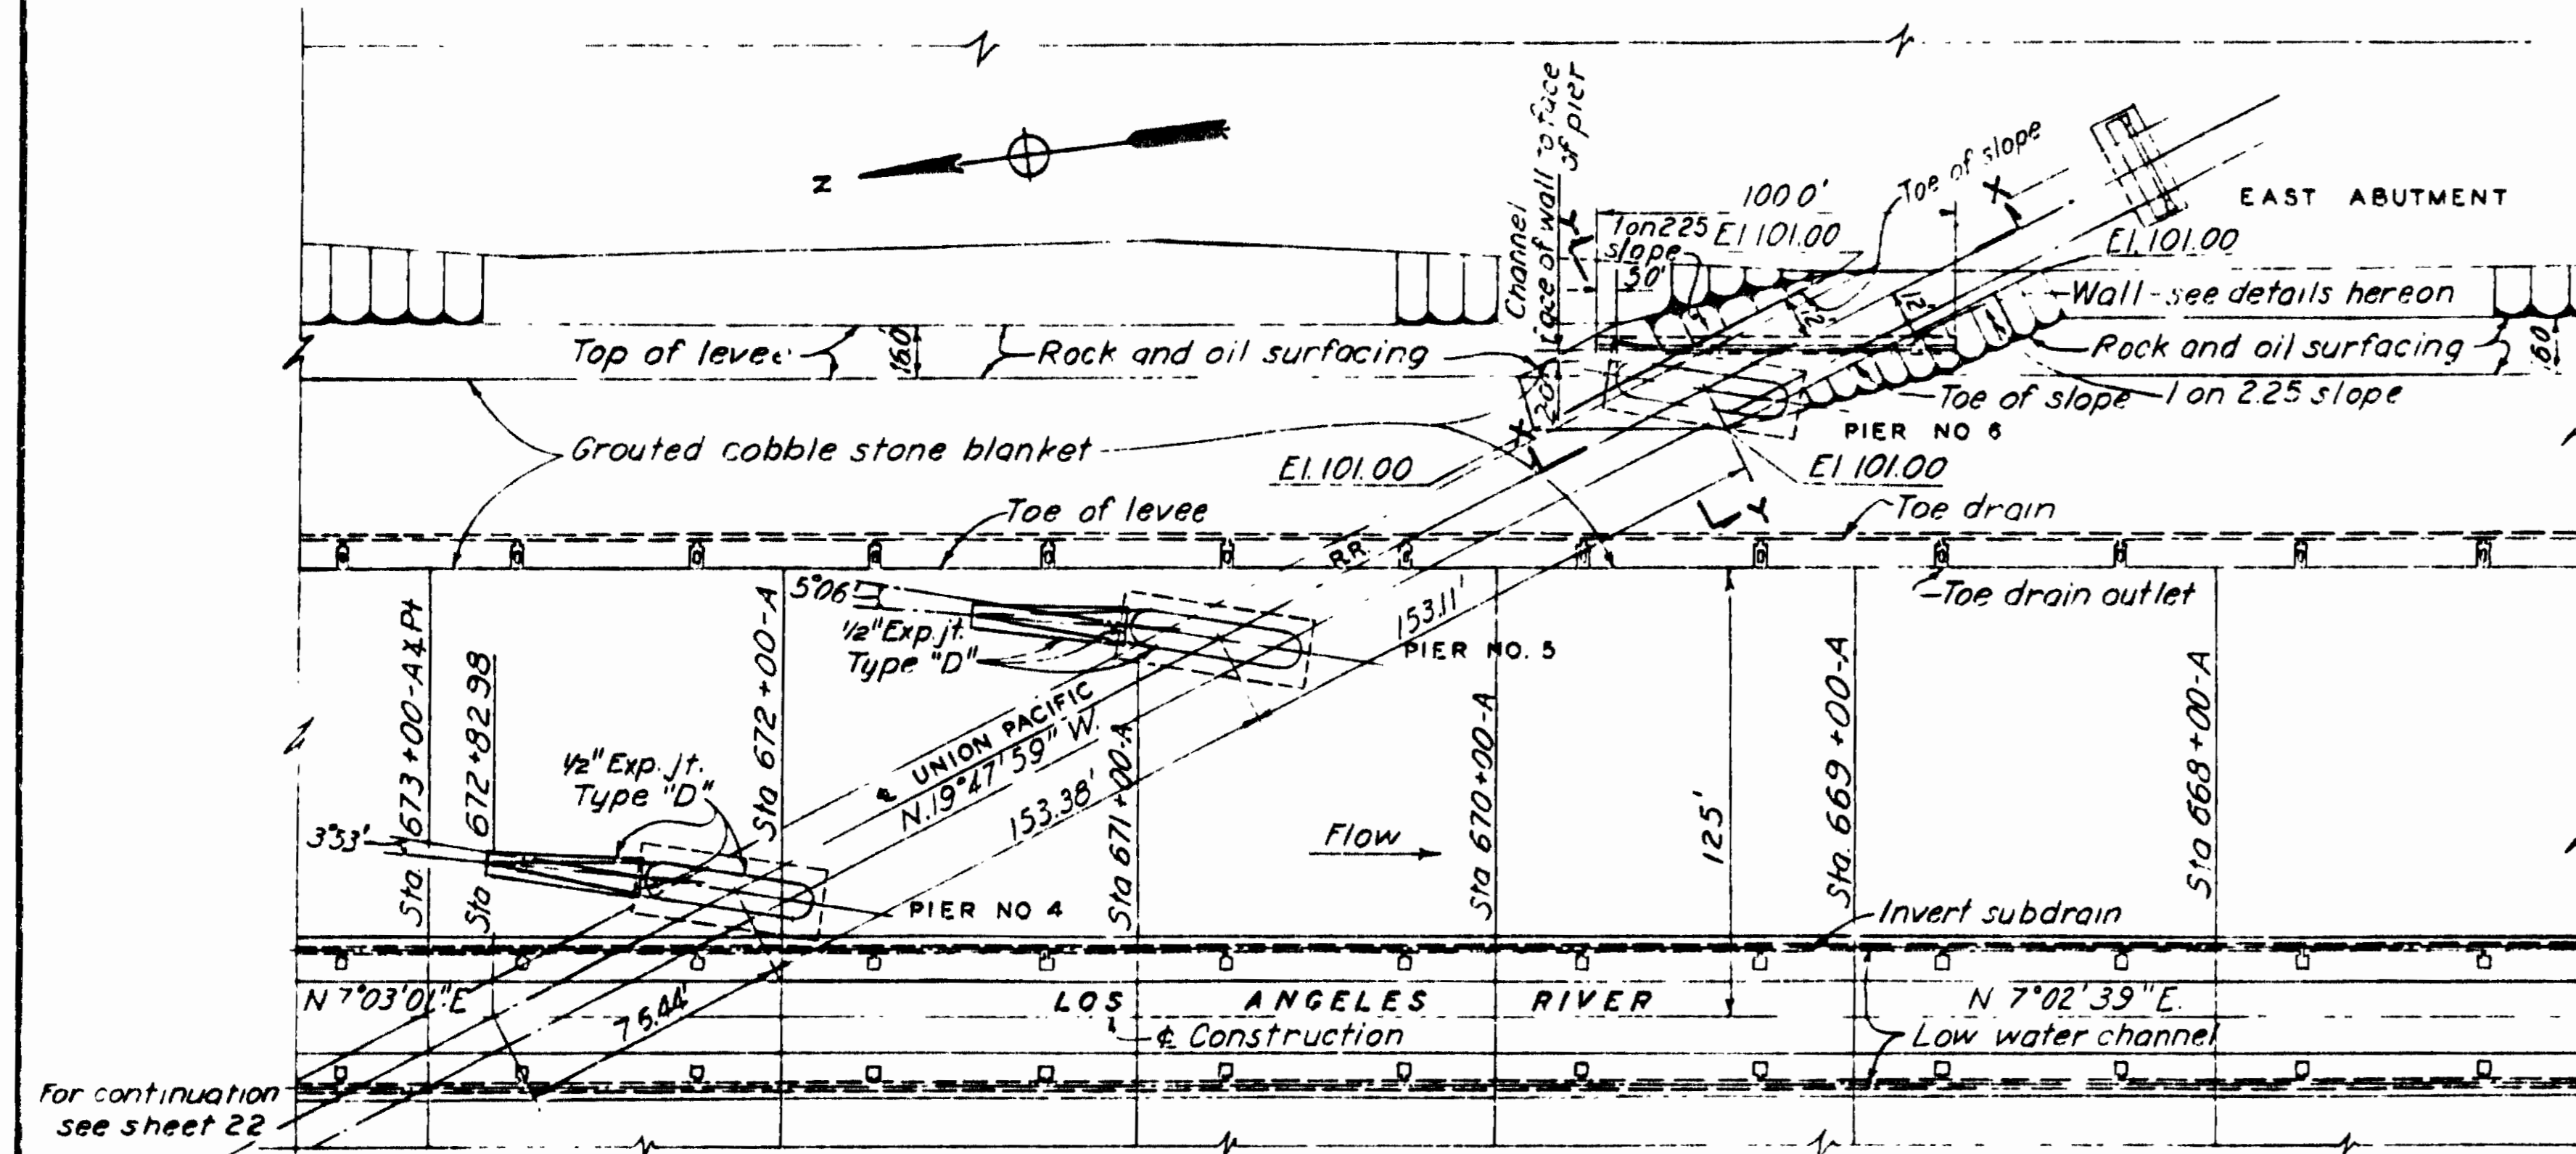 Z
Channel
face of wall to face
of pier
Toe of slope
X
Y
100.0'
1 on 2.25
slope
El 101.00
EAST ABUTMENT
El. 101.00
Wall-see details hereon
12'
12'
Top of levee
16.0'
Rock and oil surfacing
Rock and oil surfacing
20'
Toe of slope
1 on 2.25 slope
Grouted cobble stone blanket
X
PIER NO 6
El. 101.00
El 101.00
Y
Toe of levee
Toe drain
RR
5°06'
1/2" Exp. jt.
Type "D"
153.11'
PIER NO. 5
Toe drain outlet
Sta. 673+00-A
Sta 672+82.98
Sta 672+00-A
℄ UNION PACIFIC
N.19°47'59" W.
153.38'
Sta 671+00-A
Sta 670+00-A
125'
Sta. 669+00-A
Sta 668+00-A
1/2" Exp. jt.
Type "D"
Flow
3°53'
PIER NO 4
Invert subdrain
N 7°03'01"E
75.44'
LOS ANGELES RIVER
N 7°02'39"E.
℄ Construction
Low water channel
For continuation
see sheet 22